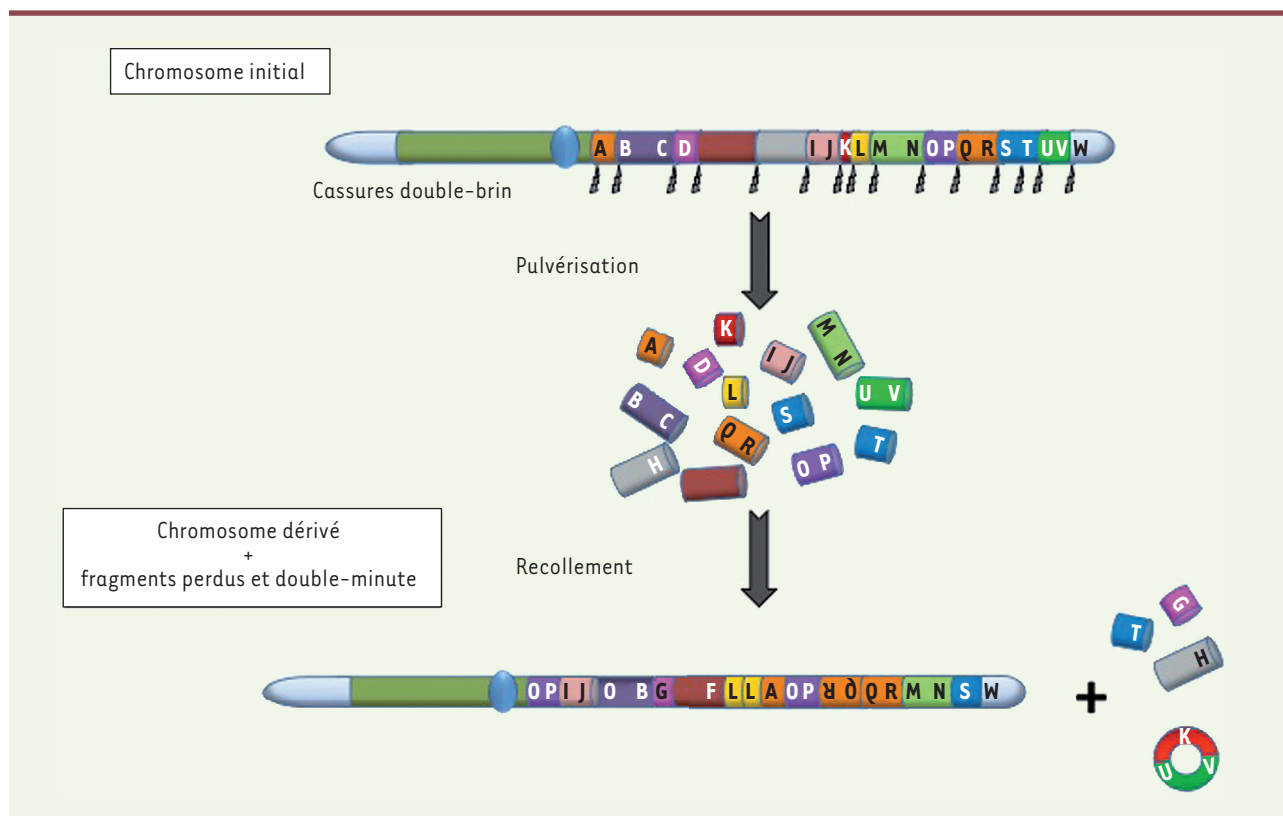 Chromosome initial
A B C D I J K L M N O P Q R S T U V W
Cassures double-brin
Pulvérisation
K
M N
A
I J
D
L
U V
B C
S
Q R
T
H
O P
Chromosome dérivé
+
fragments perdus et double-minute
Recollement
G
T
H
O P I J O B G F L L A O P R Q Q R M N S W
+
K
U V